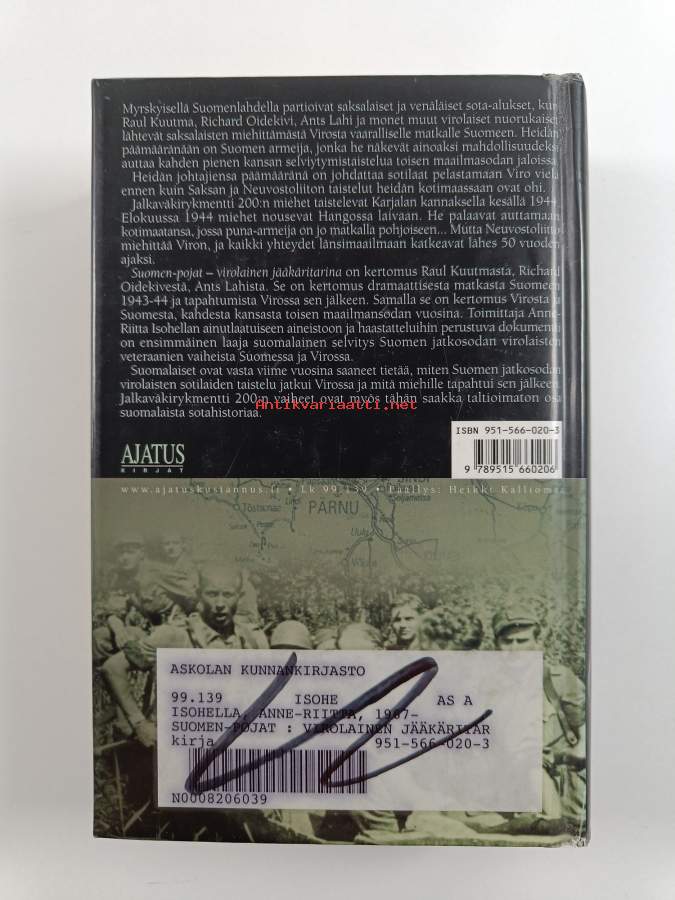 Myrskyisellä Suomenlahdella partioivat saksalaiset ja venäläiset sota-alukset, kun
Raul Kuutma, Richard Oidekivi, Ants Lahi ja monet muut virolaiset nuorukaiset
lähtevät saksalaisten miehittämästä Virosta vaaralliselle matkalle Suomeen. Heidän
päämääränään on Suomen armeija, jonka he näkevät ainoaksi mahdollisuudeksi
auttaa kahden pienen kansan selviytymistaistelua toisen maailmasodan jaloissa.
Heidän johtajiensa päämääränä on johdattaa sotilaat pelastamaan Viro vielä
ennen kuin Saksan ja Neuvostoliiton taistelut heidän kotimaassaan ovat ohi.
Jalkaväkirykmentti 200:n miehet taistelevat Karjalan kannaksella kesällä 1944.
Elokuussa 1944 miehet nousevat Hangossa laivaan. He palaavat auttamaan
kotimaatansa, jossa puna-armeija on jo matkalla pohjoiseen... Mutta Neuvostoliitto
miehittää Viron, ja kaikki yhteydet länsimaailmaan katkeavat lähes 50 vuoden
ajaksi.
Suomen-pojat – virolainen jääkäritarina on kertomus Raul Kuutmasta, Richard
Oidekivestä, Ants Lahista. Se on kertomus dramaattisesta matkasta Suomeen
1943-44 ja tapahtumista Virossa sen jälkeen. Samalla se on kertomus Virosta ja
Suomesta, kahdesta kansasta toisen maailmansodan vuosina. Toimittaja Anne-
Riitta Isohellan ainutlaatuiseen aineistoon ja haastatteluihin perustuva dokumentti
on ensimmäinen laaja suomalainen selvitys Suomen jatkosodan virolaisten
veteraanien vaiheista Suomessa ja Virossa.
Suomalaiset ovat vasta viime vuosina saaneet tietää, miten Suomen jatkosodan
virolaisten sotilaiden taistelu jatkui Virossa ja mitä miehille tapahtui sen jälkeen.
Jalkaväkirykmentti 200:n vaiheet ovat myös tähän saakka taltioimaton osa
suomalaista sotahistoriaa.
Antikvariaatti.net
ISBN 951-566-020-3
9 789515 660206
AJATUS
KIRJAT
www.ajatuskustannus.fi • Lk 99.139 • Päällys: Heikki Kalliomaa
SINDI
PÄRNU
Tõstamaa
Uulu
ASKOLAN KUNNANKIRJASTO
99.139 ISOHE AS A
ISOHELLA, ANNE-RIITTA, 1967-
SUOMEN-POJAT : VIROLAINEN JÄÄKÄRITAR
kirja 951-566-020-3
N0008206039